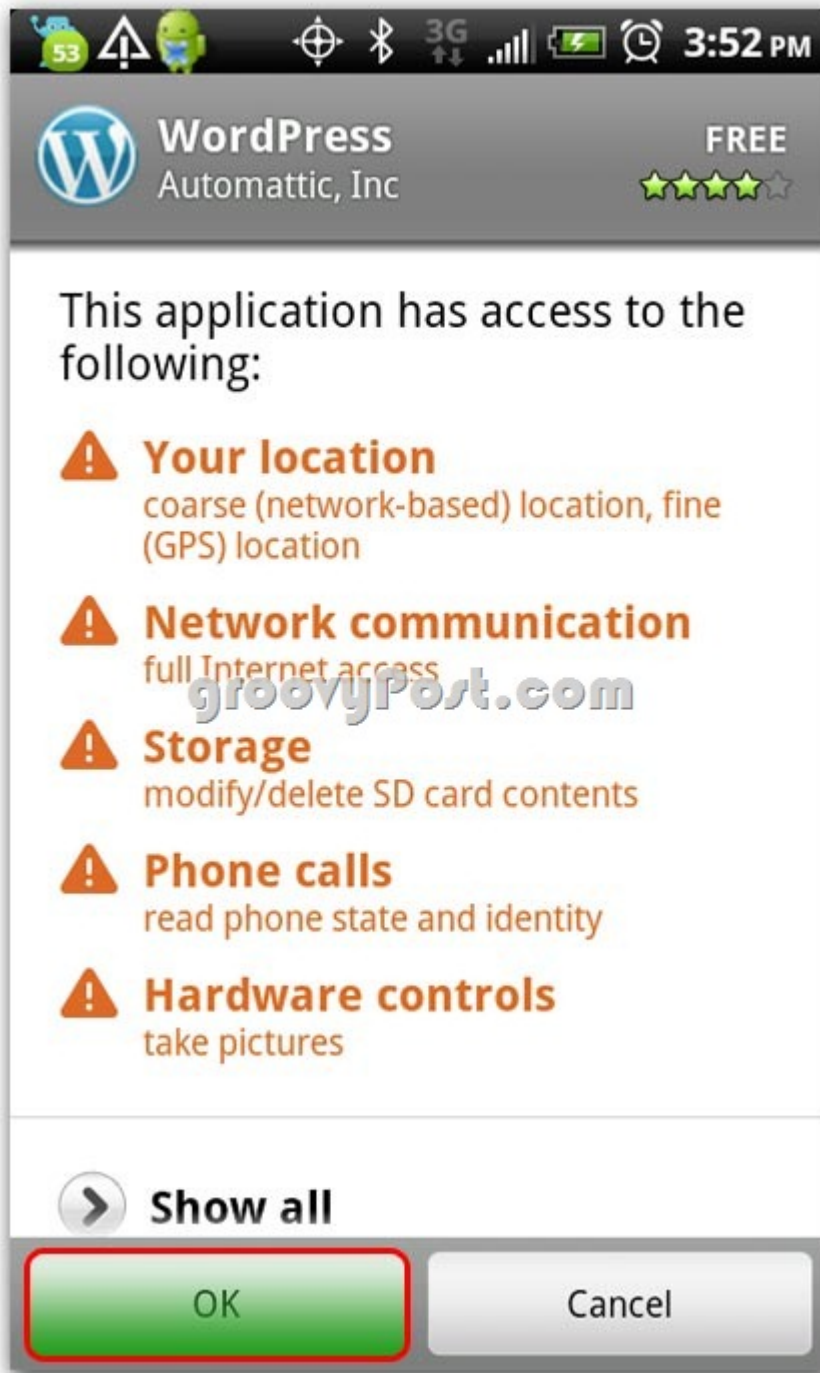 53
3G
3:52 PM
WordPress
FREE
Automattic, Inc
This application has access to the
following:
Your location
coarse (network-based) location, fine
(GPS) location
Network communication
full Internet access
groovyPost.com
Storage
modify/delete SD card contents
Phone calls
read phone state and identity
Hardware controls
take pictures
Show all
OK
Cancel